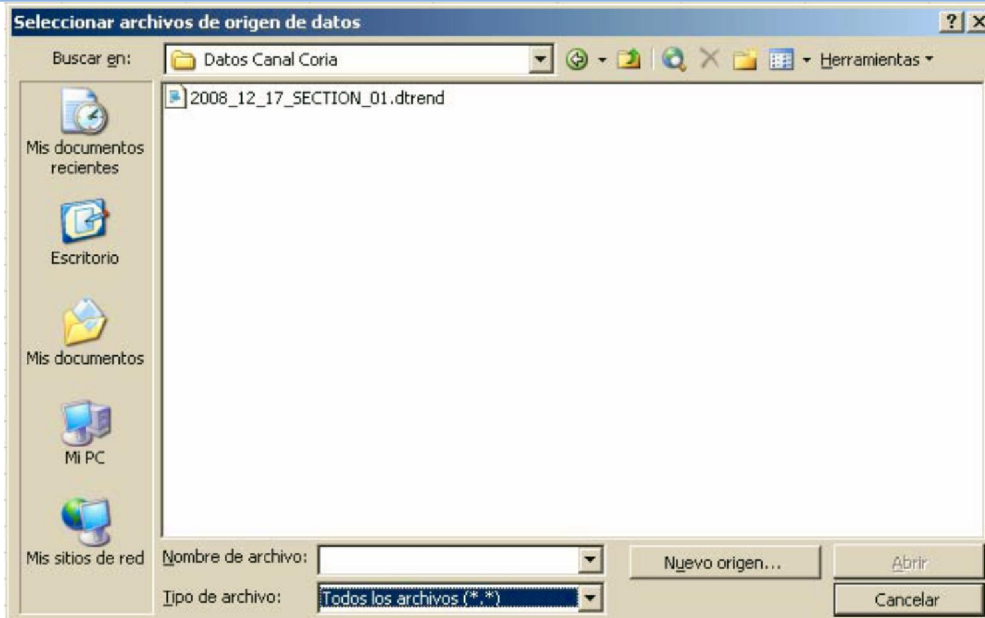 Seleccionar archivos de origen de datos
Buscar en:
Datos Canal Coria
Herramientas
2008_12_17_SECTION_01.dtrend
Mis documentos
recientes
Escritorio
Mis documentos
Mi PC
Mis sitios de red
Nombre de archivo:
Nuevo origen...
Abrir
Tipo de archivo:
Todos los archivos (*.*)
Cancelar